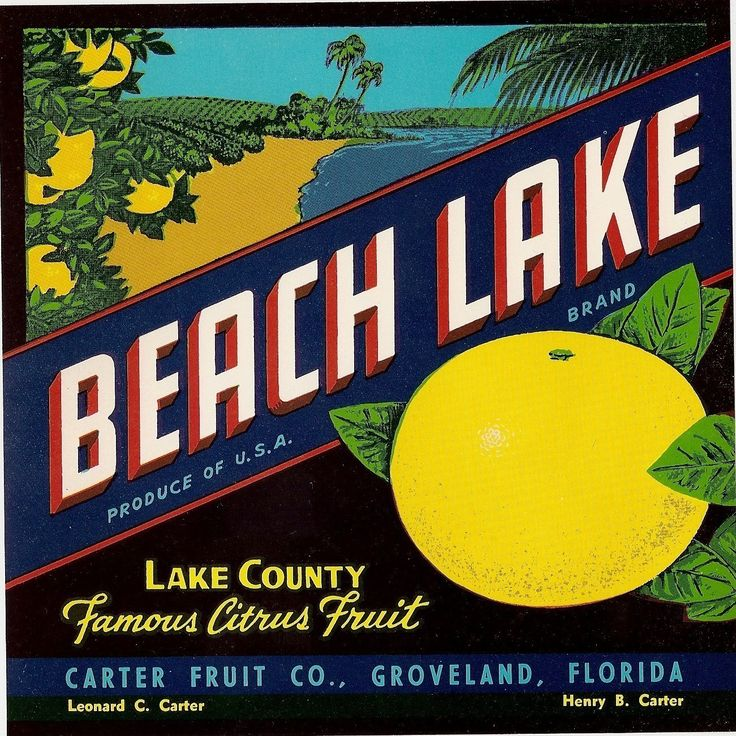 BEACH LAKE
BRAND
PRODUCE OF U.S.A.
LAKE COUNTY
Famous Citrus Fruit
CARTER FRUIT CO., GROVELAND, FLORIDA
Leonard C. Carter
Henry B. Carter